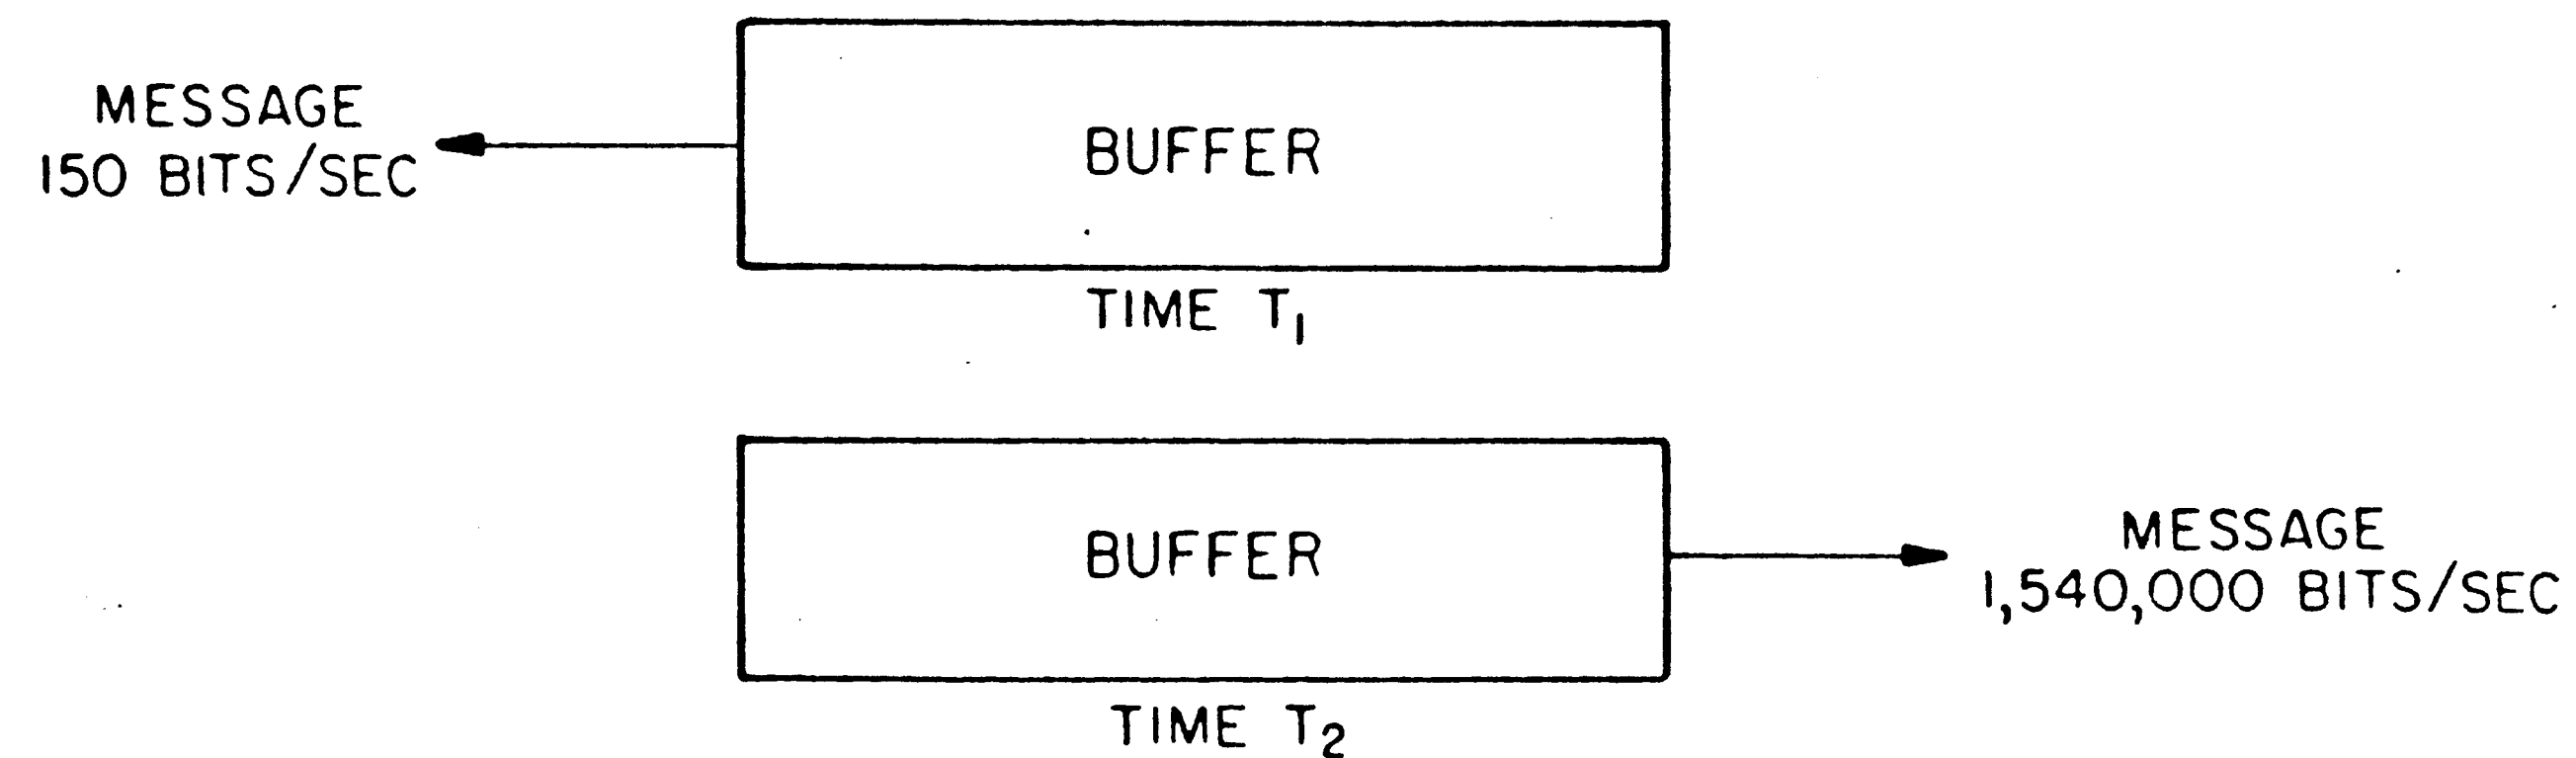 MESSAGE
150 BITS/SEC
BUFFER
TIME T₁
BUFFER
MESSAGE
1,540,000 BITS/SEC
TIME T₂